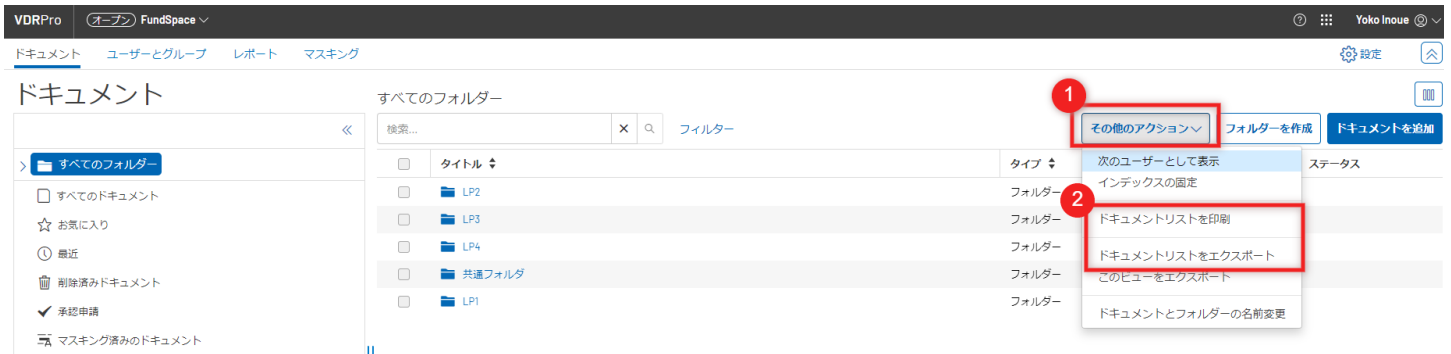 VDRPro (オープン) FundSpace Yoko Inoue
ドキュメント ユーザーとグループ レポート マスキング 設定
ドキュメント
すべてのフォルダー
1
検索... フィルター その他のアクション フォルダーを作成 ドキュメントを追加
すべてのフォルダー
タイトル タイプ ステータス
次のユーザーとして表示
インデックスの固定
2
ドキュメントリストを印刷
ドキュメントリストをエクスポート
このビューをエクスポート
ドキュメントとフォルダーの名前変更
すべてのドキュメント
お気に入り
最近
削除済みドキュメント
承認申請
マスキング済みのドキュメント
LP2 フォルダー
LP3 フォルダー
LP4 フォルダー
共通フォルダ フォルダー
LP1 フォルダー